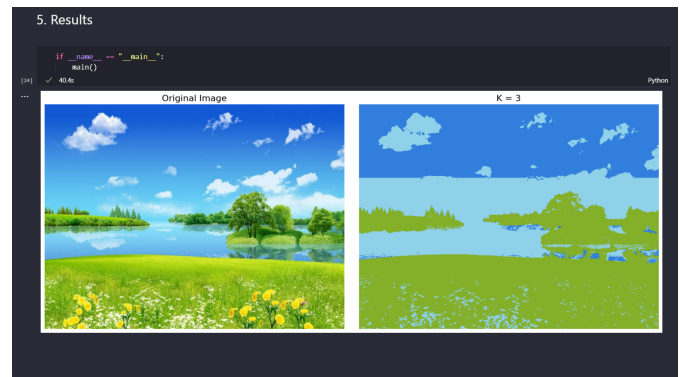 5. Results
if __name__ == "__main__":
main()
[24]
40.4s
Python
...
Original Image
K = 3